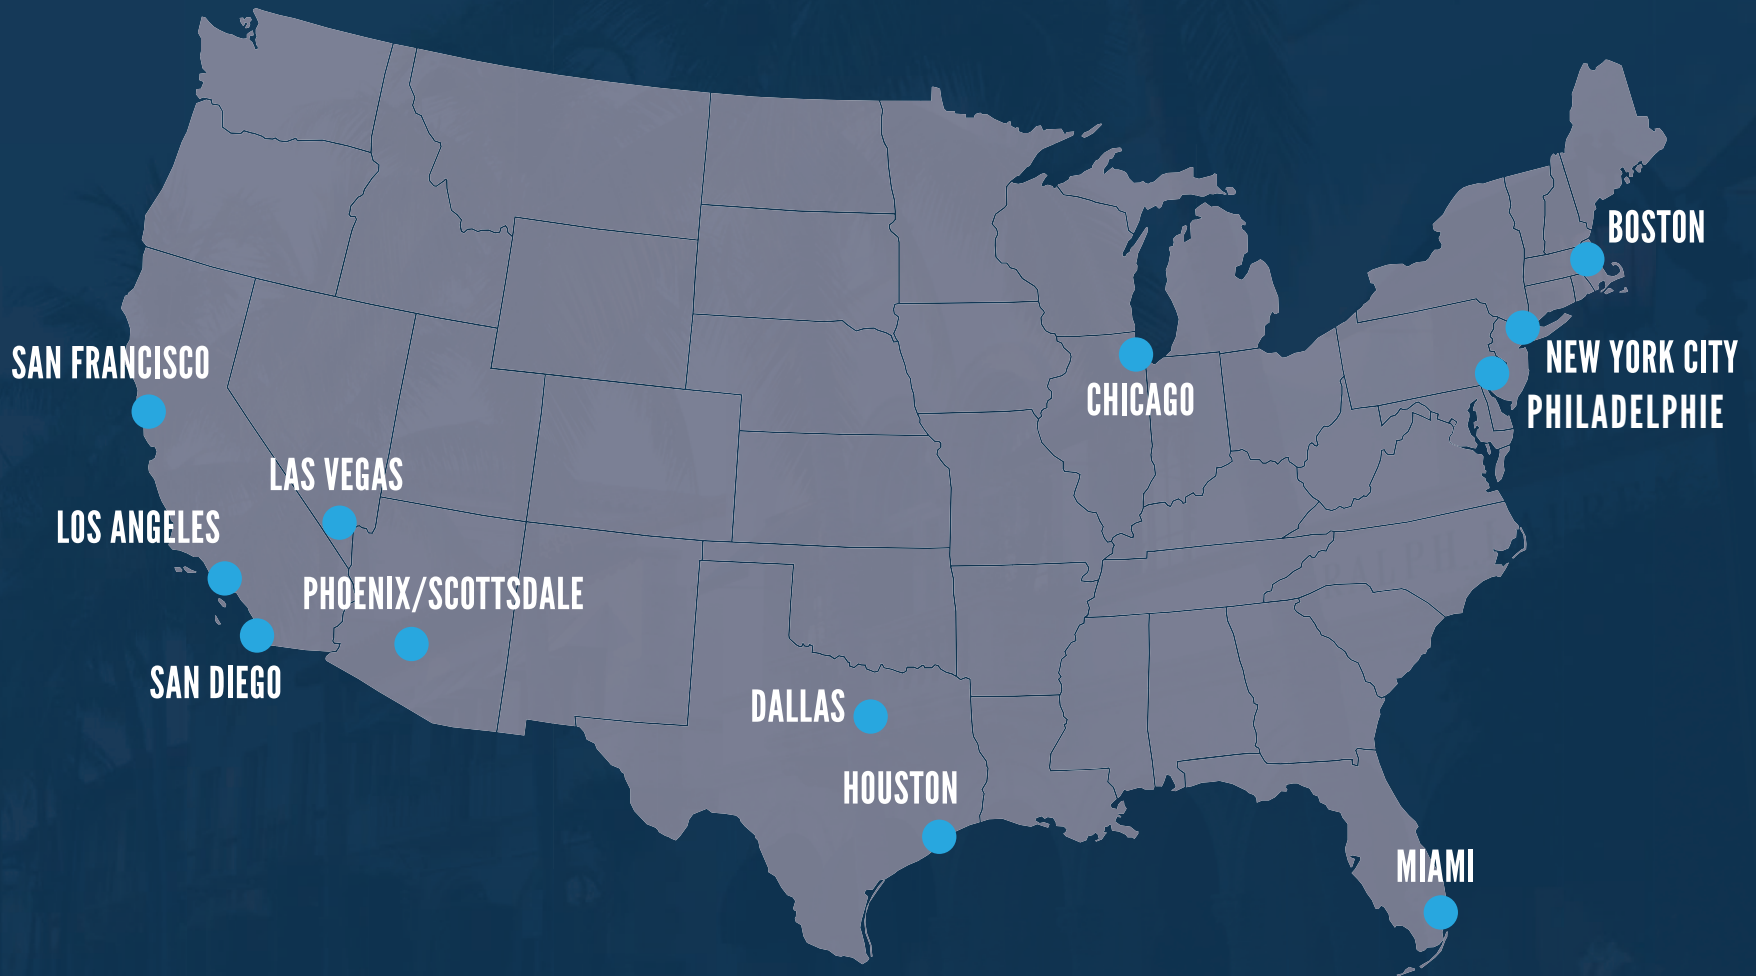 BOSTON
SAN FRANCISCO
NEW YORK CITY
CHICAGO
PHILADELPHIE
LAS VEGAS
LOS ANGELES
PHOENIX/SCOTTSDALE
SAN DIEGO
DALLAS
HOUSTON
MIAMI